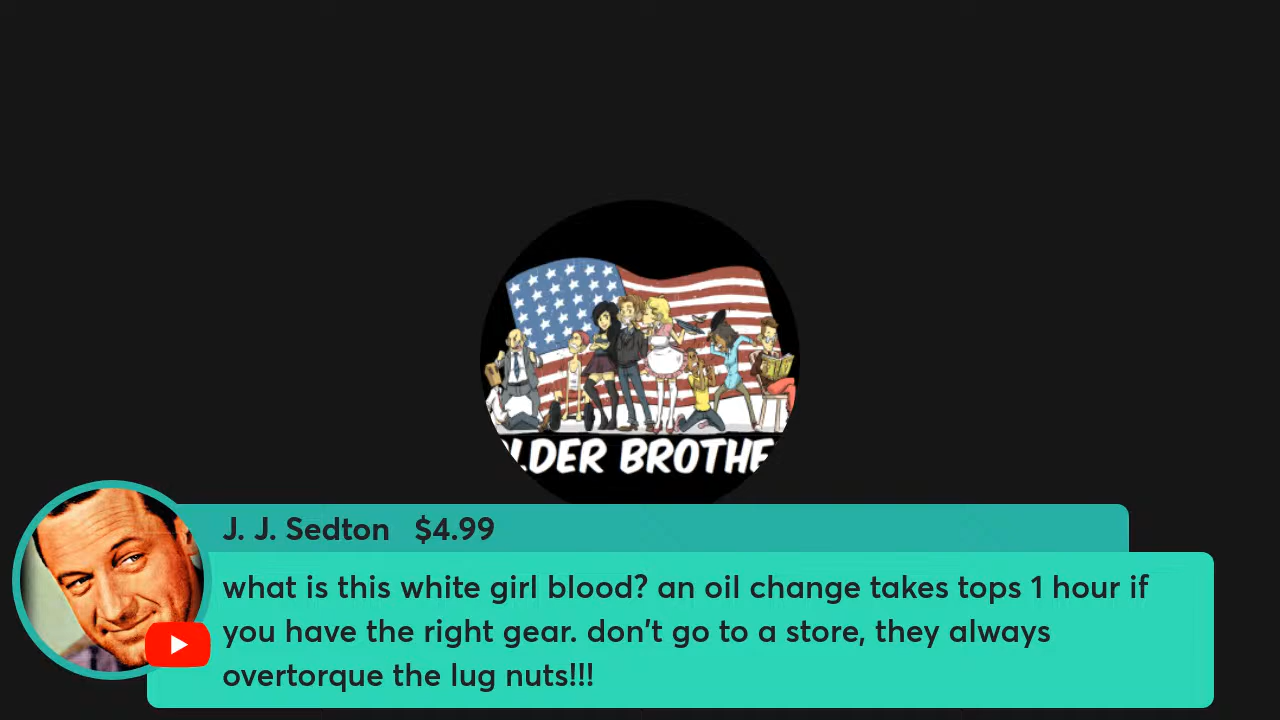 LDER BROTHE
J. J. Sedton $4.99
what is this white girl blood? an oil change takes tops 1 hour if
you have the right gear. don't go to a store, they always
overtorque the lug nuts!!!